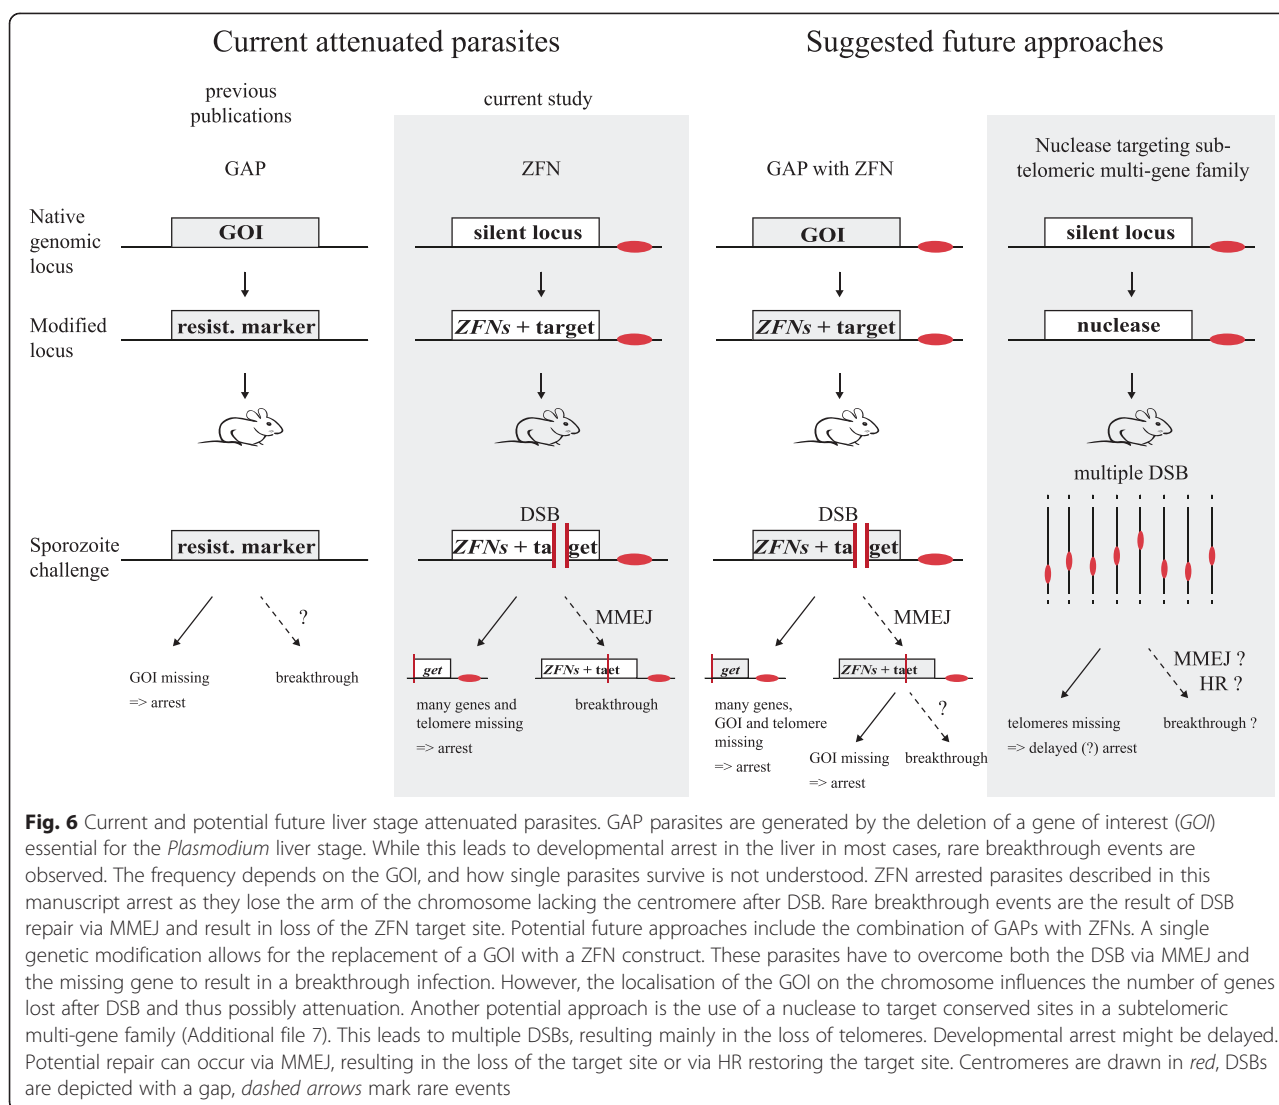 Current attenuated parasites
Suggested future approaches
previous
publications
current study
GAP
ZFN
GAP with ZFN
Nuclease targeting sub-
telomeric multi-gene family
Native
genomic
locus
GOI
silent locus
GOI
silent locus
Modified
locus
resist. marker
ZFNs + target
ZFNs + target
nuclease
multiple DSB
Sporozoite
challenge
resist. marker
DSB
ZFNs + ta get
DSB
ZFNs + ta get
?
MMEJ
MMEJ
MMEJ ?
HR ?
GOI missing
=> arrest
breakthrough
get
many genes and
telomere missing
=> arrest
ZFNs + taet
breakthrough
get
many genes,
GOI and telomere
missing
=> arrest
ZFNs + taet
?
GOI missing
=> arrest
breakthrough
telomeres missing
=> delayed (?) arrest
breakthrough ?
Fig. 6 Current and potential future liver stage attenuated parasites. GAP parasites are generated by the deletion of a gene of interest (GOI)
essential for the Plasmodium liver stage. While this leads to developmental arrest in the liver in most cases, rare breakthrough events are
observed. The frequency depends on the GOI, and how single parasites survive is not understood. ZFN arrested parasites described in this
manuscript arrest as they lose the arm of the chromosome lacking the centromere after DSB. Rare breakthrough events are the result of DSB
repair via MMEJ and result in loss of the ZFN target site. Potential future approaches include the combination of GAPs with ZFNs. A single
genetic modification allows for the replacement of a GOI with a ZFN construct. These parasites have to overcome both the DSB via MMEJ and
the missing gene to result in a breakthrough infection. However, the localisation of the GOI on the chromosome influences the number of genes
lost after DSB and thus possibly attenuation. Another potential approach is the use of a nuclease to target conserved sites in a subtelomeric
multi-gene family (Additional file 7). This leads to multiple DSBs, resulting mainly in the loss of telomeres. Developmental arrest might be delayed.
Potential repair can occur via MMEJ, resulting in the loss of the target site or via HR restoring the target site. Centromeres are drawn in red, DSBs
are depicted with a gap, dashed arrows mark rare events